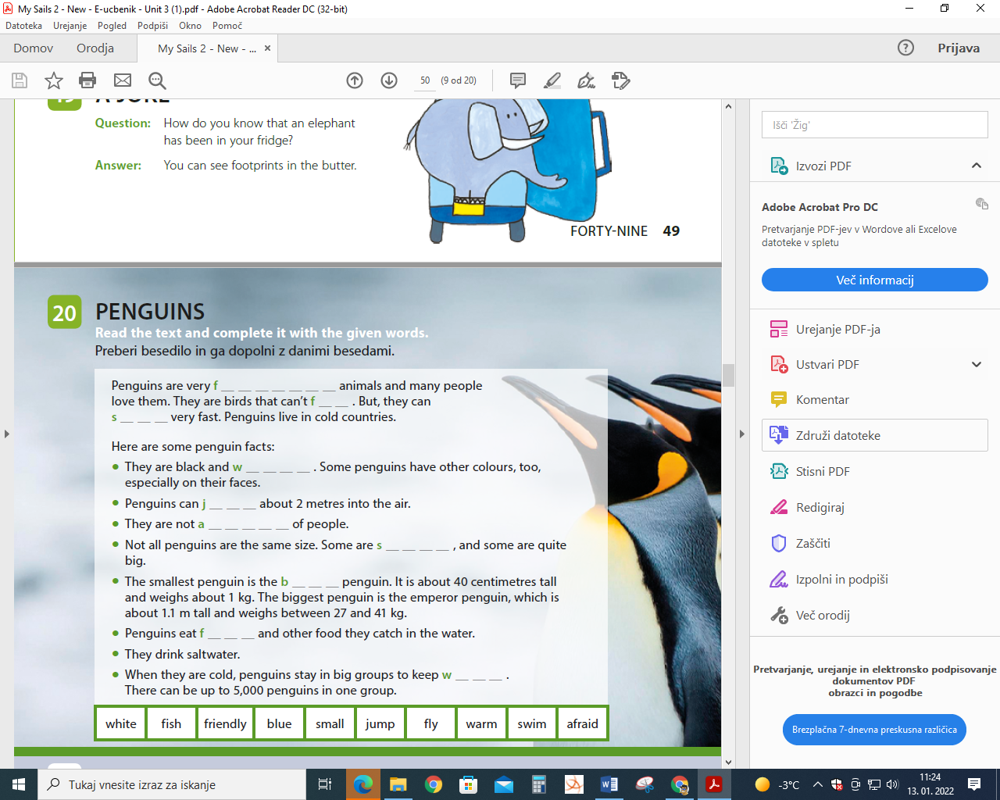 My Sails 2 - New - E-ucbenik - Unit 3 (1).pdf - Adobe Acrobat Reader DC (32-bit)
Datoteka Urejanje Pogled Podpiši Okno Pomoč
Domov Orodja My Sails 2 - New - ... × ? Prijava
50 (9 od 20)
19 A JOKE
Question: How do you know that an elephant
has been in your fridge?
Answer: You can see footprints in the butter.
FORTY-NINE 49
20 PENGUINS
Read the text and complete it with the given words.
Preberi besedilo in ga dopolni z danimi besedami.
Penguins are very f _ _ _ _ _ _ _ animals and many people
love them. They are birds that can't f _ _ . But, they can
s _ _ _ very fast. Penguins live in cold countries.
Here are some penguin facts:
• They are black and w _ _ _ _ . Some penguins have other colours, too,
especially on their faces.
• Penguins can j _ _ _ about 2 metres into the air.
• They are not a _ _ _ _ _ of people.
• Not all penguins are the same size. Some are s _ _ _ _ , and some are quite
big.
• The smallest penguin is the b _ _ _ penguin. It is about 40 centimetres tall
and weighs about 1 kg. The biggest penguin is the emperor penguin, which is
about 1.1 m tall and weighs between 27 and 41 kg.
• Penguins eat f _ _ _ and other food they catch in the water.
• They drink saltwater.
• When they are cold, penguins stay in big groups to keep w _ _ _ .
There can be up to 5,000 penguins in one group.
white fish friendly blue small jump fly warm swim afraid
Išči 'Žig'
Izvozi PDF
Adobe Acrobat Pro DC
Pretvarjanje PDF-jev v Wordove ali Excelove
datoteke v spletu
Več informacij
Urejanje PDF-ja
Ustvari PDF
Komentar
Združi datoteke
Stisni PDF
Redigiraj
Zaščiti
Izpolni in podpiši
Več orodij
Pretvarjanje, urejanje in elektronsko podpisovanje
dokumentov PDF
obrazci in pogodbe
Brezplačna 7-dnevna preskusna različica
Tukaj vnesite izraz za iskanje
-3°C
11:24
13. 01. 2022